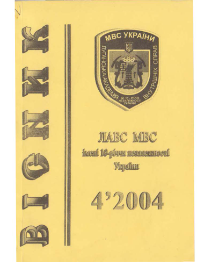 ВІСНИК
МВС УКРАЇНИ
ЛАВС МВС
імені 10-річчя незалежності
України
4'2004